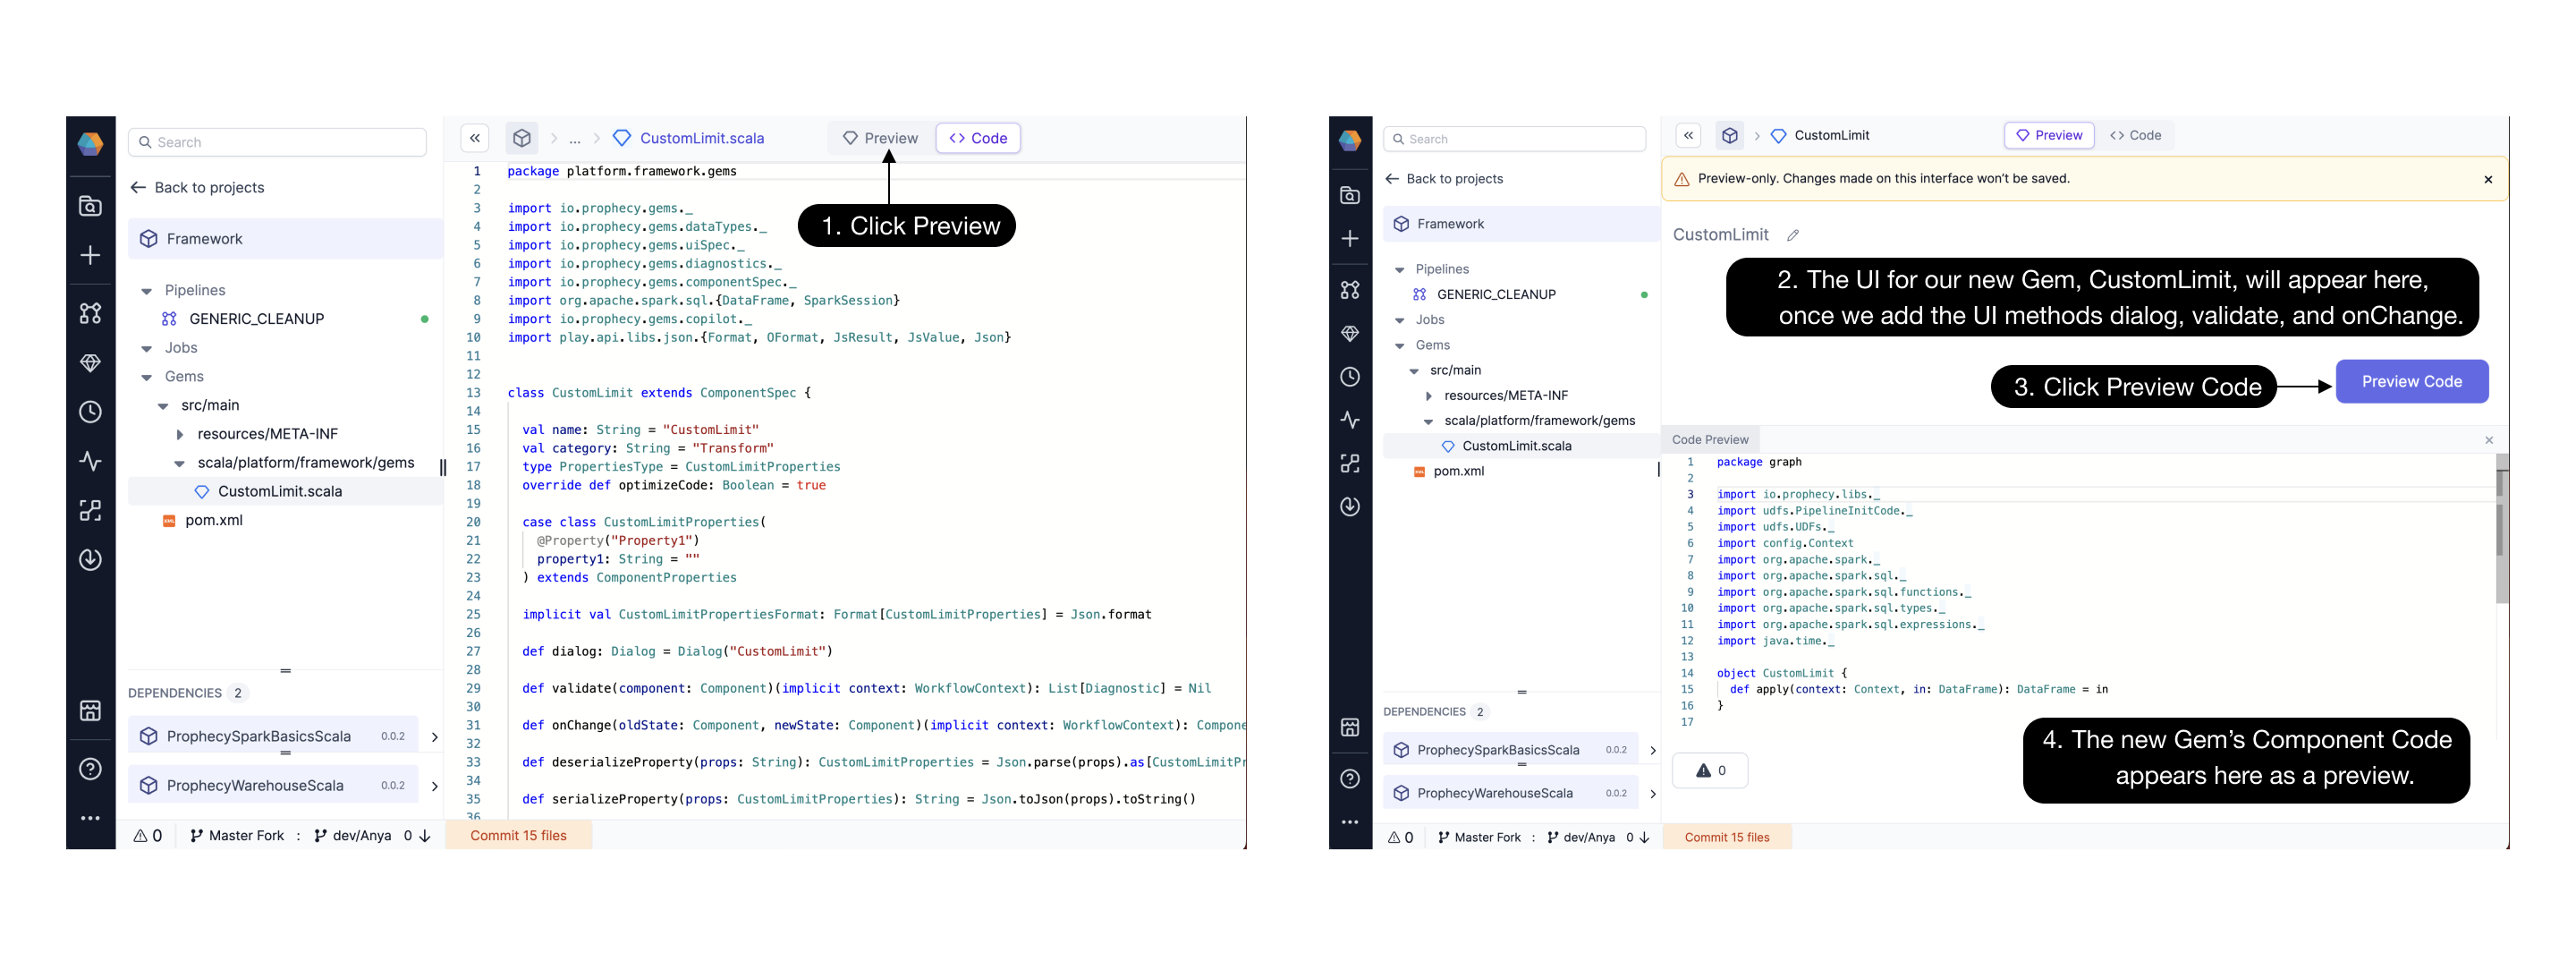 Search
Back to projects
Framework
Pipelines
GENERIC_CLEANUP
Jobs
Gems
src/main
resources/META-INF
scala/platform/framework/gems
CustomLimit.scala
pom.xml
DEPENDENCIES 2
ProphecySparkBasicsScala 0.0.2
ProphecyWarehouseScala 0.0.2
0 Master Fork : dev/Anya 0
Commit 15 files
... CustomLimit.scala
Preview
Code
1. Click Preview
1 package platform.framework.gems
2
3 import io.prophecy.gems._
4 import io.prophecy.gems.dataTypes._
5 import io.prophecy.gems.uiSpec._
6 import io.prophecy.gems.diagnostics._
7 import io.prophecy.gems.componentSpec._
8 import org.apache.spark.sql.{DataFrame, SparkSession}
9 import io.prophecy.gems.copilot._
10 import play.api.libs.json.{Format, OFormat, JsResult, JsValue, Json}
11
12
13 class CustomLimit extends ComponentSpec {
14
15 val name: String = "CustomLimit"
16 val category: String = "Transform"
17 type PropertiesType = CustomLimitProperties
18 override def optimizeCode: Boolean = true
19
20 case class CustomLimitProperties(
21 @Property("Property1")
22 property1: String = ""
23 ) extends ComponentProperties
24
25 implicit val CustomLimitPropertiesFormat: Format[CustomLimitProperties] = Json.format
26
27 def dialog: Dialog = Dialog("CustomLimit")
28
29 def validate(component: Component)(implicit context: WorkflowContext): List[Diagnostic] = Nil
30
31 def onChange(oldState: Component, newState: Component)(implicit context: WorkflowContext): Compone
32
33 def deserializeProperty(props: String): CustomLimitProperties = Json.parse(props).as[CustomLimitPr
34
35 def serializeProperty(props: CustomLimitProperties): String = Json.toJson(props).toString()
36
Search
Back to projects
Framework
Pipelines
GENERIC_CLEANUP
Jobs
Gems
src/main
resources/META-INF
scala/platform/framework/gems
CustomLimit.scala
pom.xml
DEPENDENCIES 2
ProphecySparkBasicsScala 0.0.2
ProphecyWarehouseScala 0.0.2
0 Master Fork : dev/Anya 0
Commit 15 files
CustomLimit
Preview
Code
Preview-only. Changes made on this interface won't be saved.
CustomLimit
2. The UI for our new Gem, CustomLimit, will appear here,
once we add the UI methods dialog, validate, and onChange.
3. Click Preview Code
Preview Code
Code Preview
1 package graph
2
3 import io.prophecy.libs._
4 import udfs.PipelineInitCode._
5 import udfs.UDFs._
6 import config.Context
7 import org.apache.spark._
8 import org.apache.spark.sql._
9 import org.apache.spark.sql.functions._
10 import org.apache.spark.sql.types._
11 import org.apache.spark.sql.expressions._
12 import java.time._
13
14 object CustomLimit {
15 def apply(context: Context, in: DataFrame): DataFrame = in
16 }
17
4. The new Gem's Component Code
appears here as a preview.
0